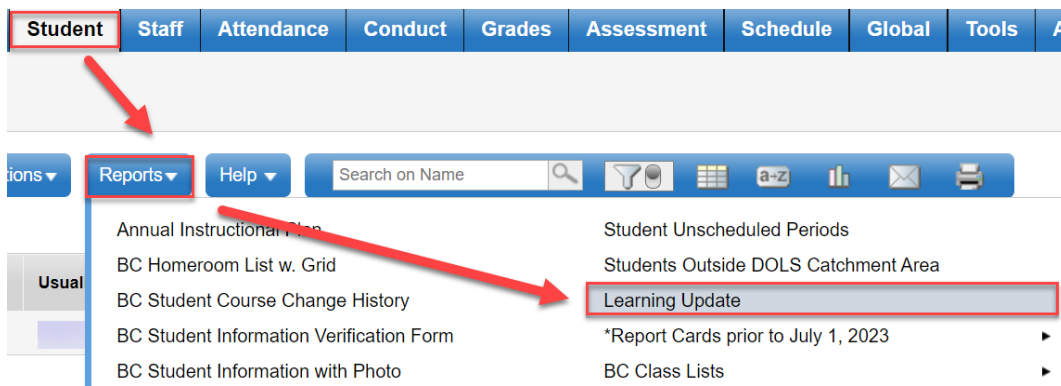 Student Staff Attendance Conduct Grades Assessment Schedule Global Tools
Reports Help Search on Name a-z
Annual Instructional Plan Student Unscheduled Periods
BC Homeroom List w. Grid Students Outside DOLS Catchment Area
Usual
BC Student Course Change History Learning Update
BC Student Information Verification Form *Report Cards prior to July 1, 2023
BC Student Information with Photo BC Class Lists